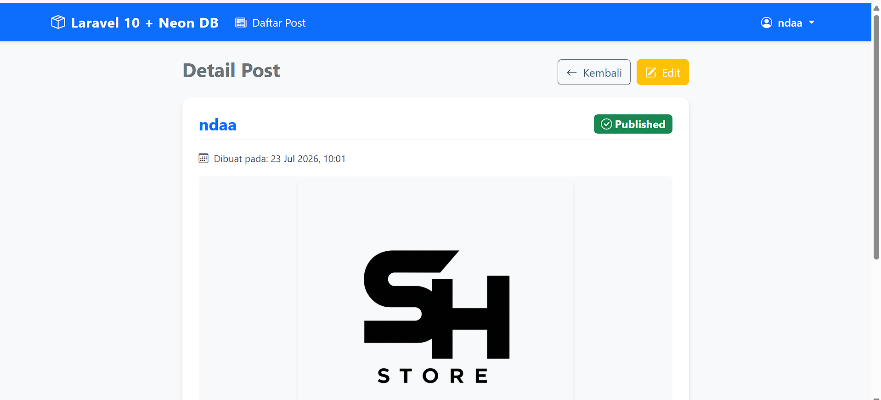 Laravel 10 + Neon DB Daftar Post ndaa
Detail Post
Kembali Edit
ndaa
Published
Dibuat pada: 23 Jul 2026, 10:01
SH
STORE